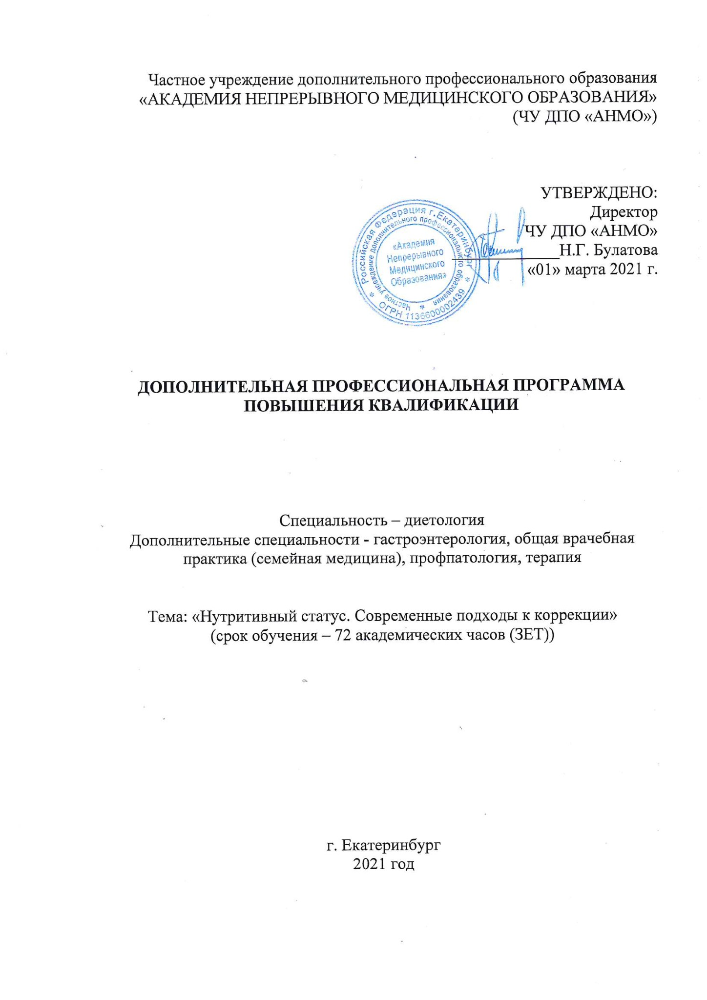 Частное учреждение дополнительного профессионального образования
«АКАДЕМИЯ НЕПРЕРЫВНОГО МЕДИЦИНСКОГО ОБРАЗОВАНИЯ»
(ЧУ ДПО «АНМО»)
УТВЕРЖДЕНО:
Директор
ЧУ ДПО «АНМО»
Н.Г. Булатова
«01» марта 2021 г.
Российская Федерация г.Екатеринбург
Частное учреждение дополнительного профессионального образования
«Академия
Непрерывного
Медицинского
Образования»
ОГРН 1136600002439
ДОПОЛНИТЕЛЬНАЯ ПРОФЕССИОНАЛЬНАЯ ПРОГРАММА
ПОВЫШЕНИЯ КВАЛИФИКАЦИИ
Специальность – диетология
Дополнительные специальности - гастроэнтерология, общая врачебная
практика (семейная медицина), профпатология, терапия
Тема: «Нутритивный статус. Современные подходы к коррекции»
(срок обучения – 72 академических часов (ЗЕТ))
г. Екатеринбург
2021 год